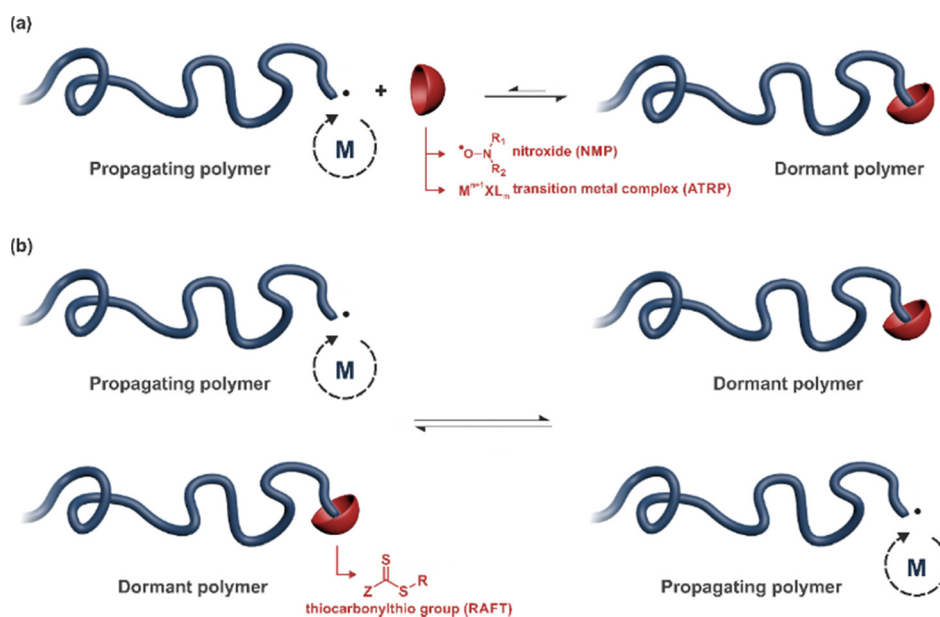 (a)
• +
M
Propagating polymer
•O–N R1 R2 nitroxide (NMP)
Mⁿ⁺¹XLₘ transition metal complex (ATRP)
Dormant polymer
(b)
•
M
Propagating polymer
Dormant polymer
S
Z S–R
thiocarbonylthio group (RAFT)
Dormant polymer
•
M
Propagating polymer